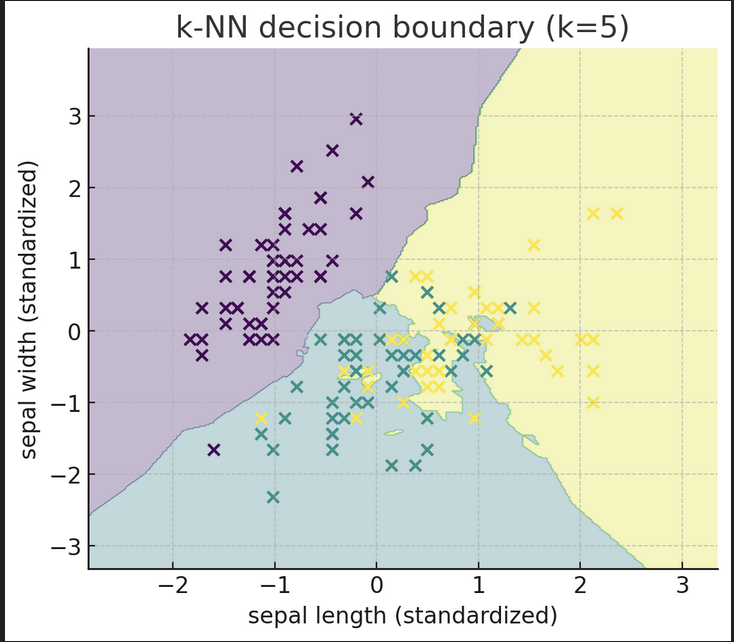 k-NN decision boundary (k=5)
sepal width (standardized)
3
2
1
0
−1
−2
−3
−2 −1 0 1 2 3
sepal length (standardized)